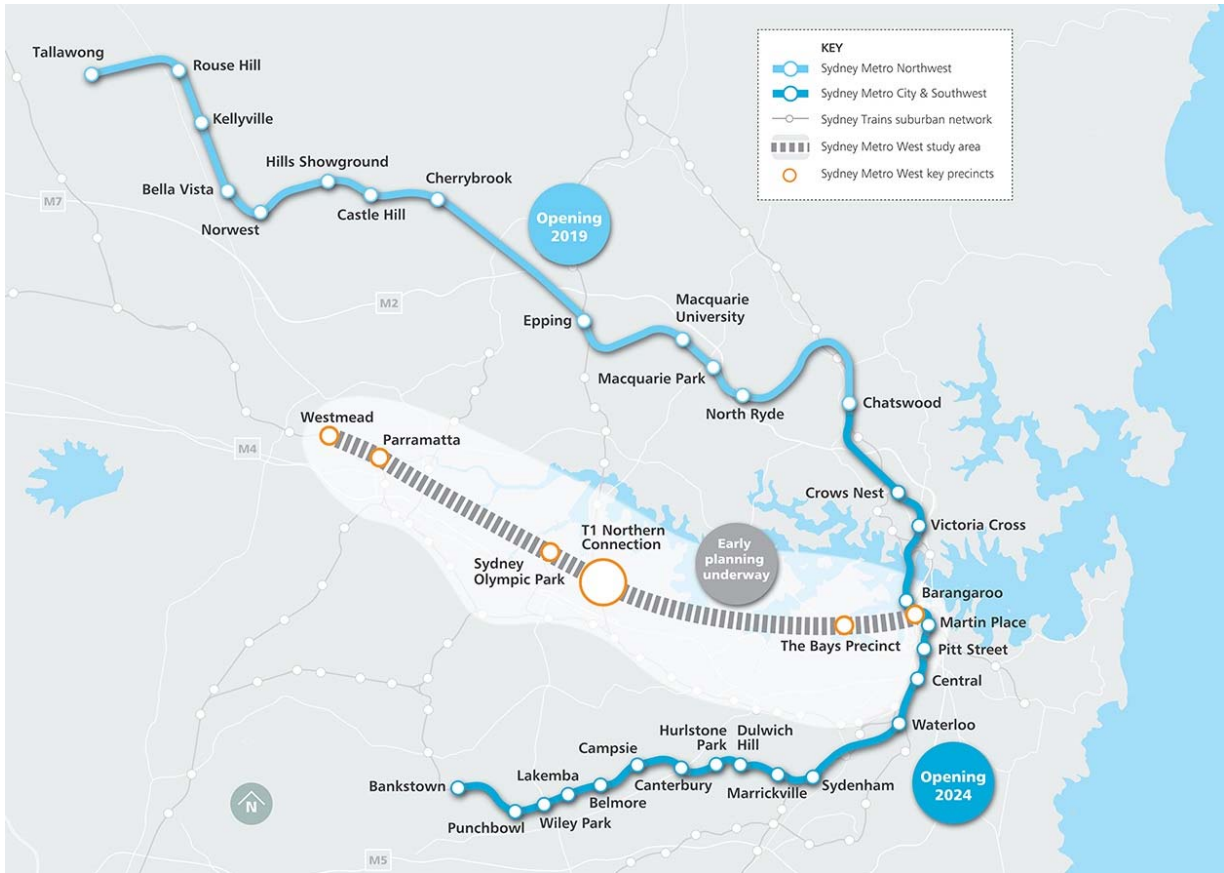 KEY
Sydney Metro Northwest
Sydney Metro City & Southwest
Sydney Trains suburban network
Sydney Metro West study area
Sydney Metro West key precincts
Tallawong
Rouse Hill
Kellyville
Hills Showground
Bella Vista
Cherrybrook
M7
Norwest
Castle Hill
Opening
2019
M2
Epping
Macquarie
University
Macquarie Park
North Ryde
Chatswood
Westmead
Parramatta
M4
Crows Nest
Victoria Cross
T1 Northern
Connection
Sydney
Olympic Park
Early
planning
underway
Barangaroo
Martin Place
The Bays Precinct
Pitt Street
Central
Waterloo
Hurlstone
Park
Dulwich
Hill
Campsie
Lakemba
Bankstown
Canterbury
Marrickville
Sydenham
Belmore
Wiley Park
Punchbowl
Opening
2024
N
M5